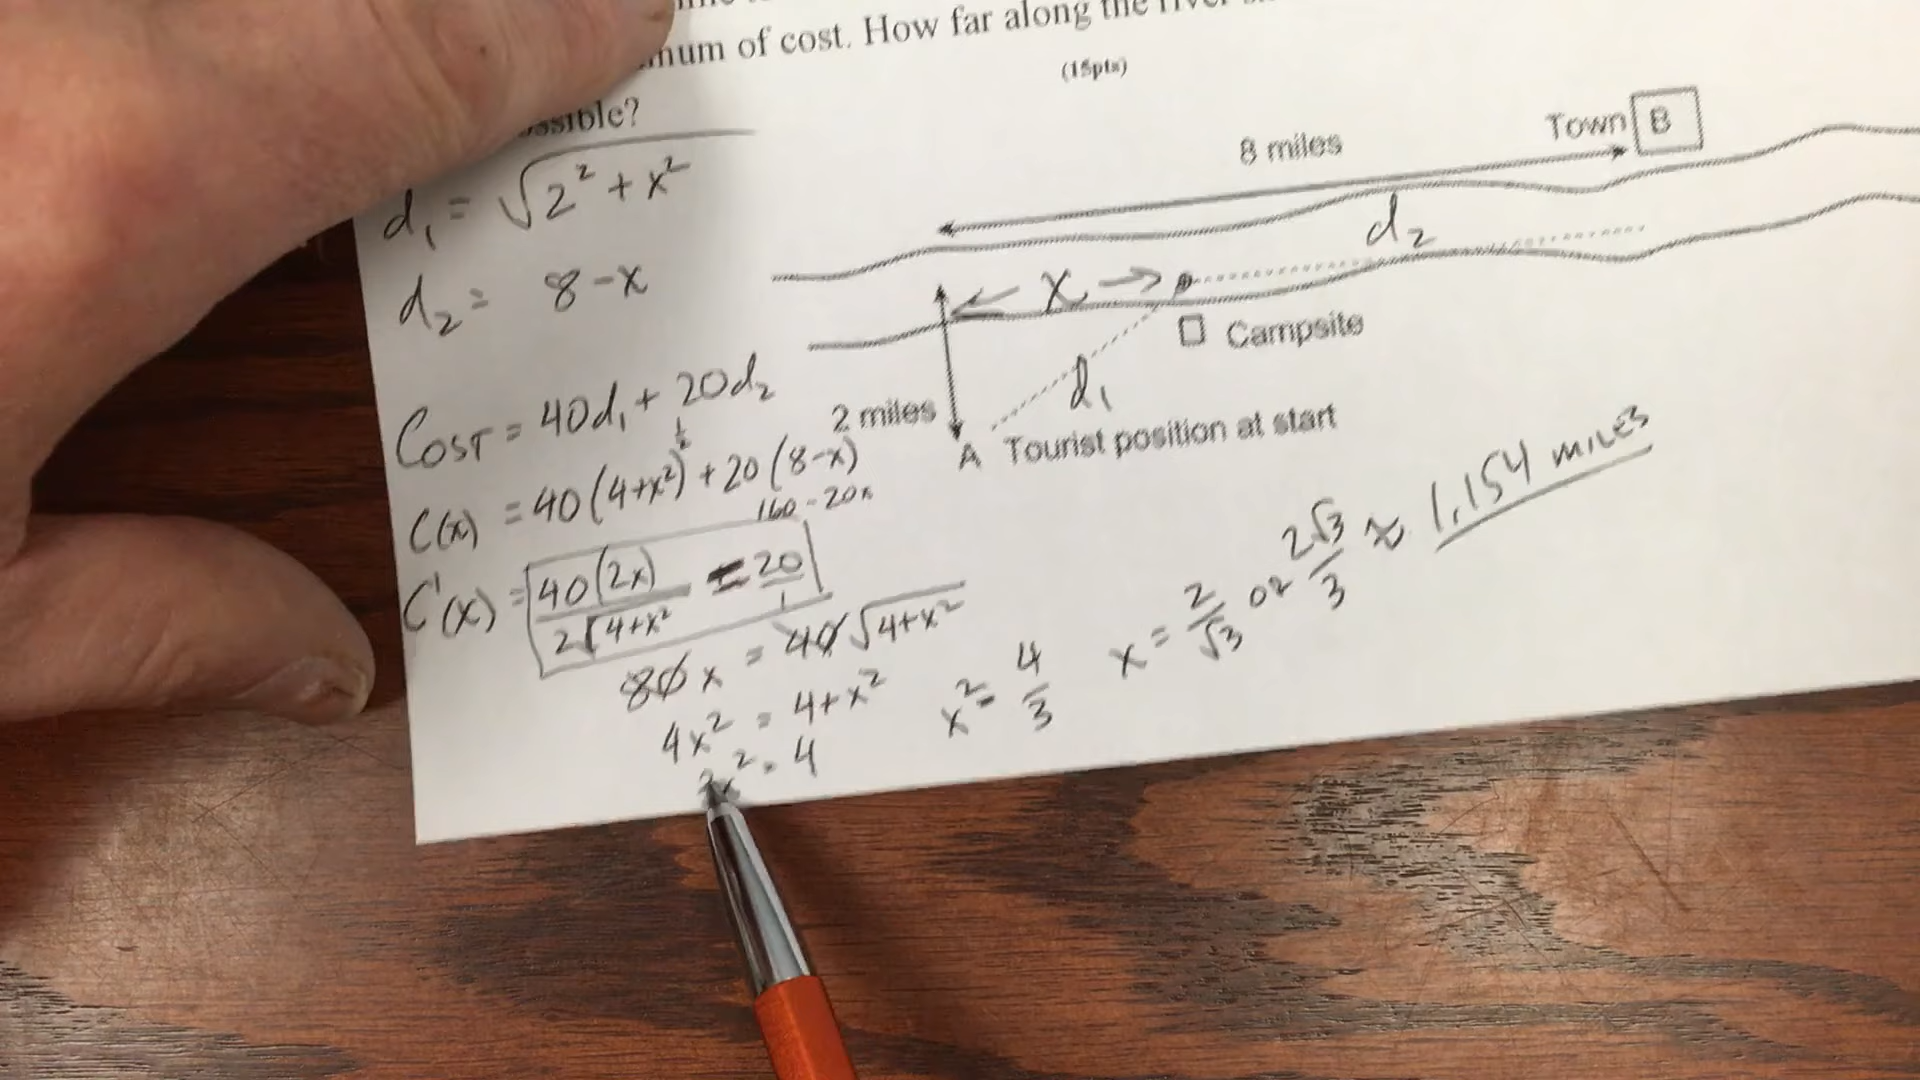 num of cost. How far along the river
(15pts)
ssible?
d₁ = √2² + x²
d₂ = 8-x
COST = 40d₁ + 20d₂
C(x) = 40(4+x²)^½ + 20(8-x)
160 - 20x
C'(x) = 40(2x) / 2√4+x² = 20 / 1
80x = 40√4+x²
4x² = 4+x²
3x² = 4
x² = 4/3
x = 2/√3 or 2√3/3 ≈ 1.154 MILES
Town B
8 miles
d₂
← X →
Campsite
d₁
2 miles
A Tourist position at start